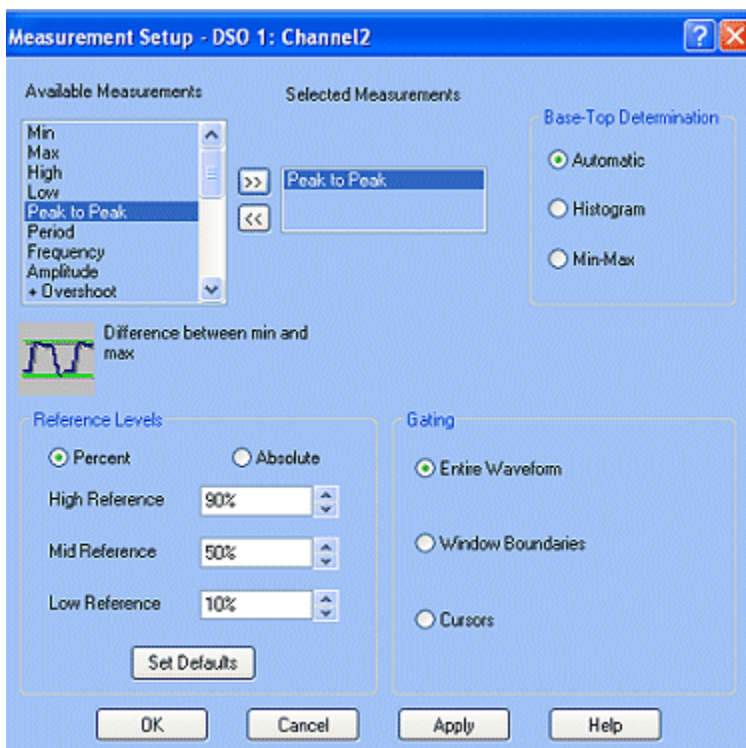 Measurement Setup - DSO 1: Channel2
Available Measurements
Min
Max
High
Low
Peak to Peak
Period
Frequency
Amplitude
+ Overshoot
>>
<<
Selected Measurements
Peak to Peak
Base-Top Determination
Automatic
Histogram
Min-Max
Difference between min and
max
Reference Levels
Percent Absolute
High Reference 90%
Mid Reference 50%
Low Reference 10%
Set Defaults
Gating
Entire Waveform
Window Boundaries
Cursors
OK Cancel Apply Help